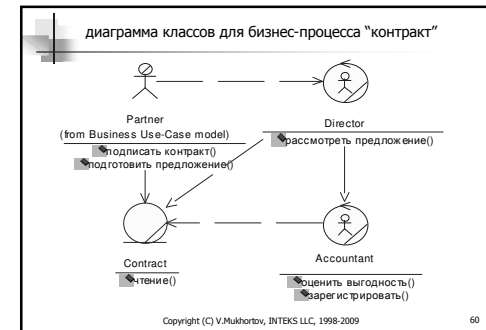 диаграмма классов для бизнес-процесса “контракт”
Partner
(from Business Use-Case model)
подписать контракт()
подготовить предложение()
Director
рассмотреть предложение()
Contract
чтение()
Accountant
оценить выгодность()
зарегистрировать()
Copyright (C) V.Mukhortov, INTEKS LLC, 1998-2009
60